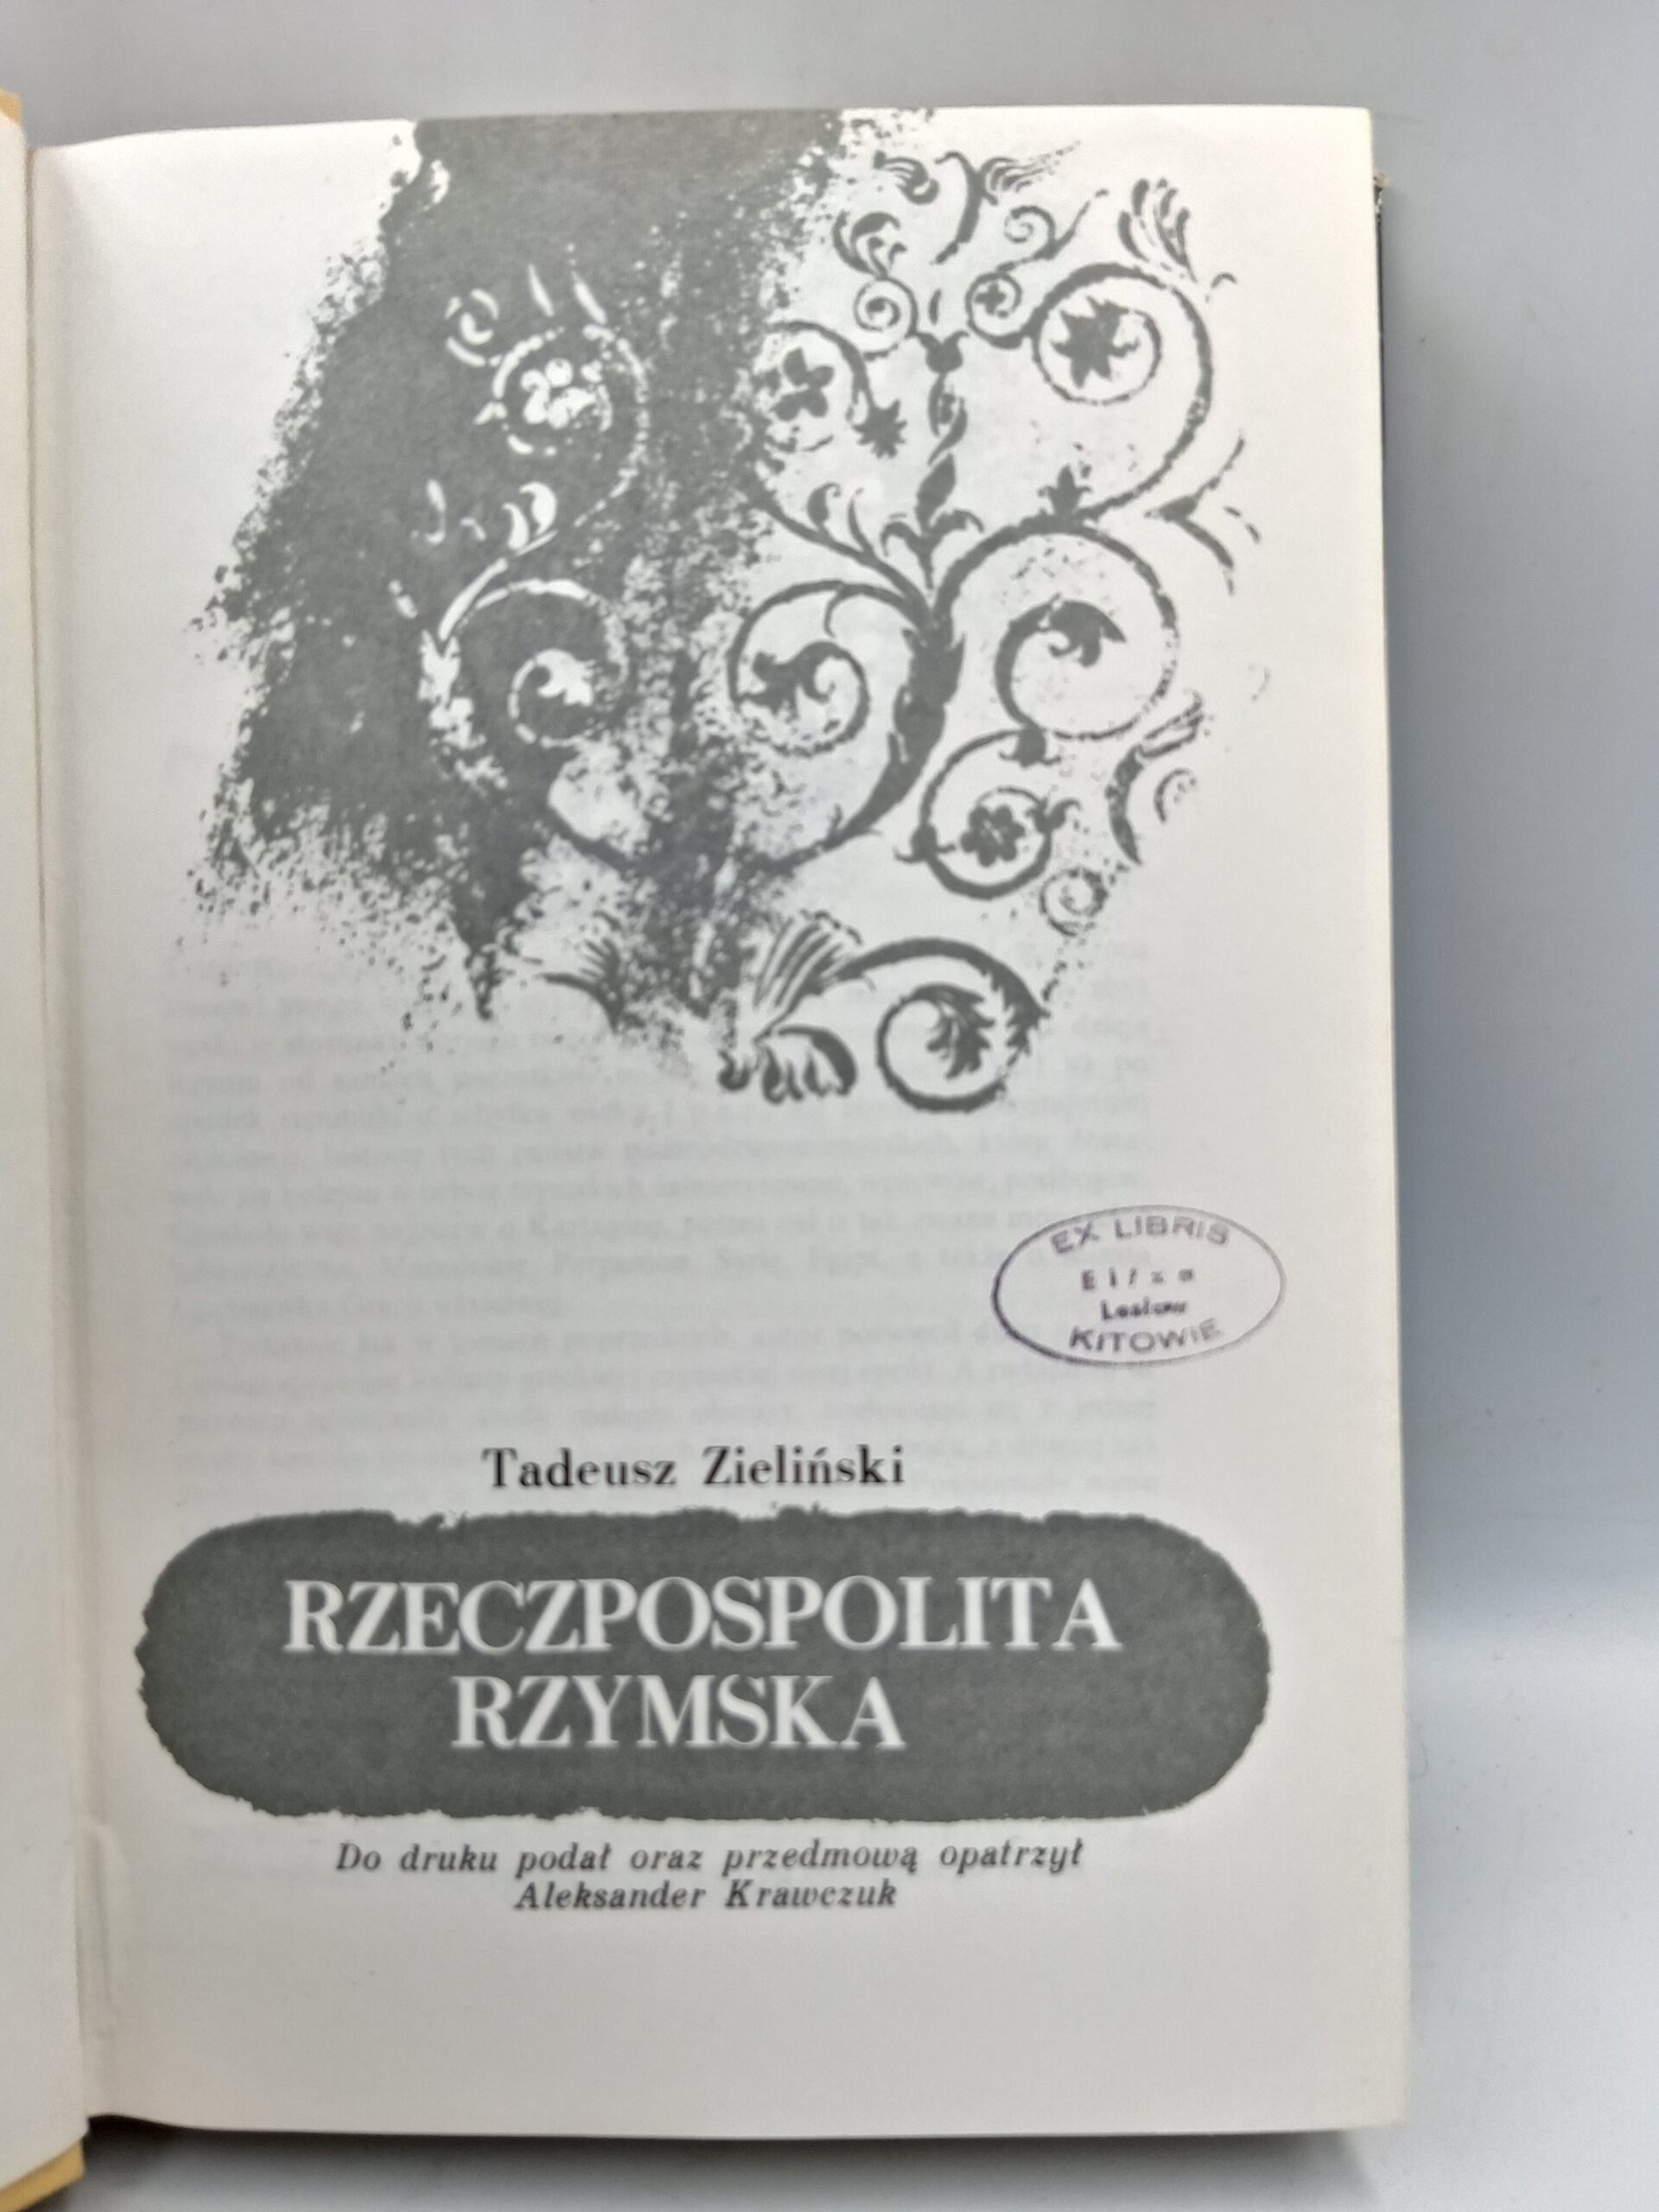 EX LIBRIS
KITOWIE
Tadeusz Zieliński
RZECZPOSPOLITA
RZYMSKA
Do druku podał oraz przedmową opatrzył
Aleksander Krawczuk